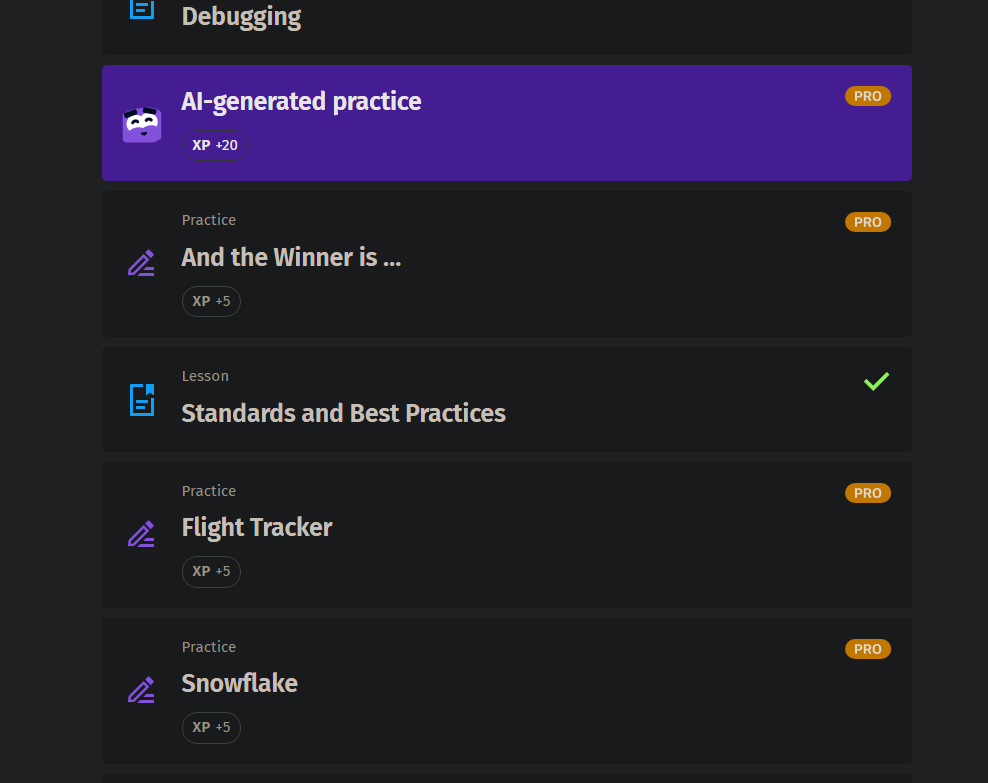 Debugging
AI-generated practice
PRO
XP +20
Practice
PRO
And the Winner is ...
XP +5
Lesson
Standards and Best Practices
Practice
PRO
Flight Tracker
XP +5
Practice
PRO
Snowflake
XP +5